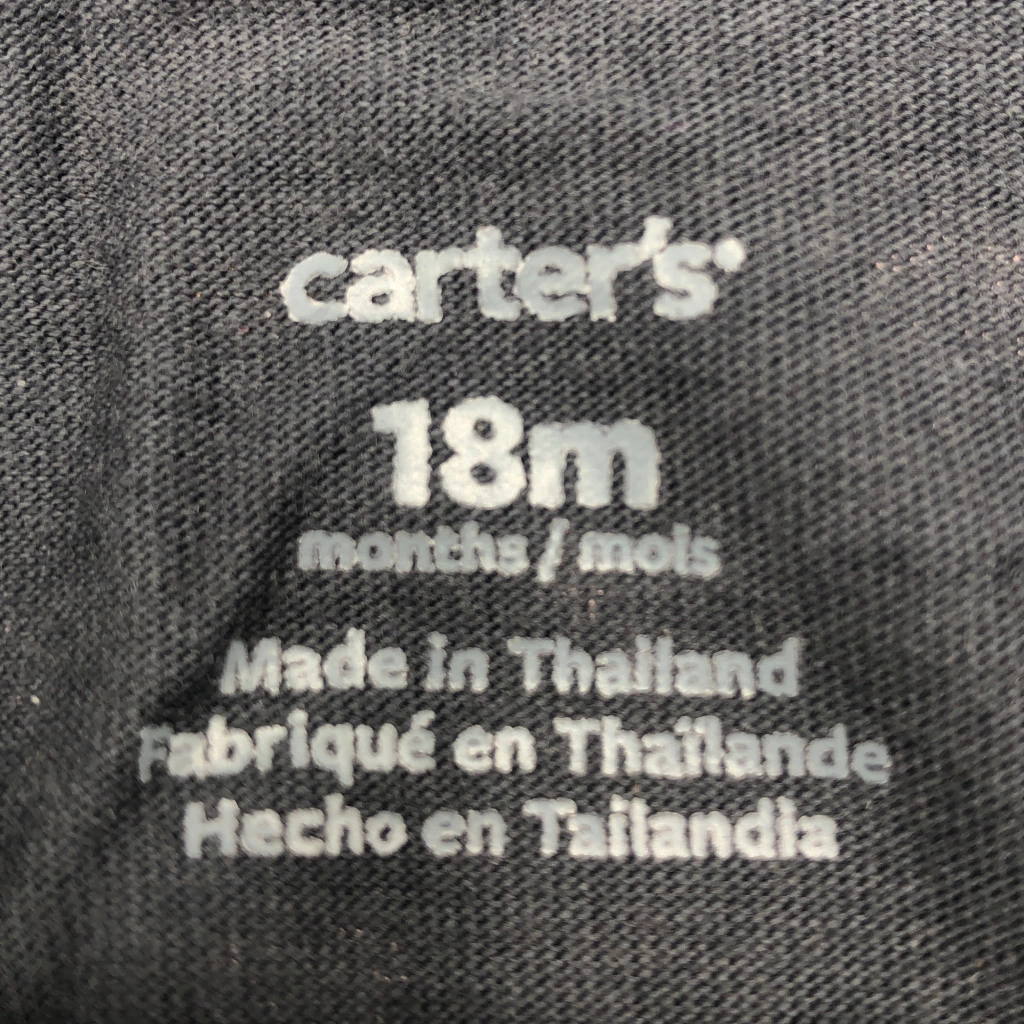 carter's
18m
months / mois
Made in Thailand
Fabriqué en Thaïlande
Hecho en Tailandia